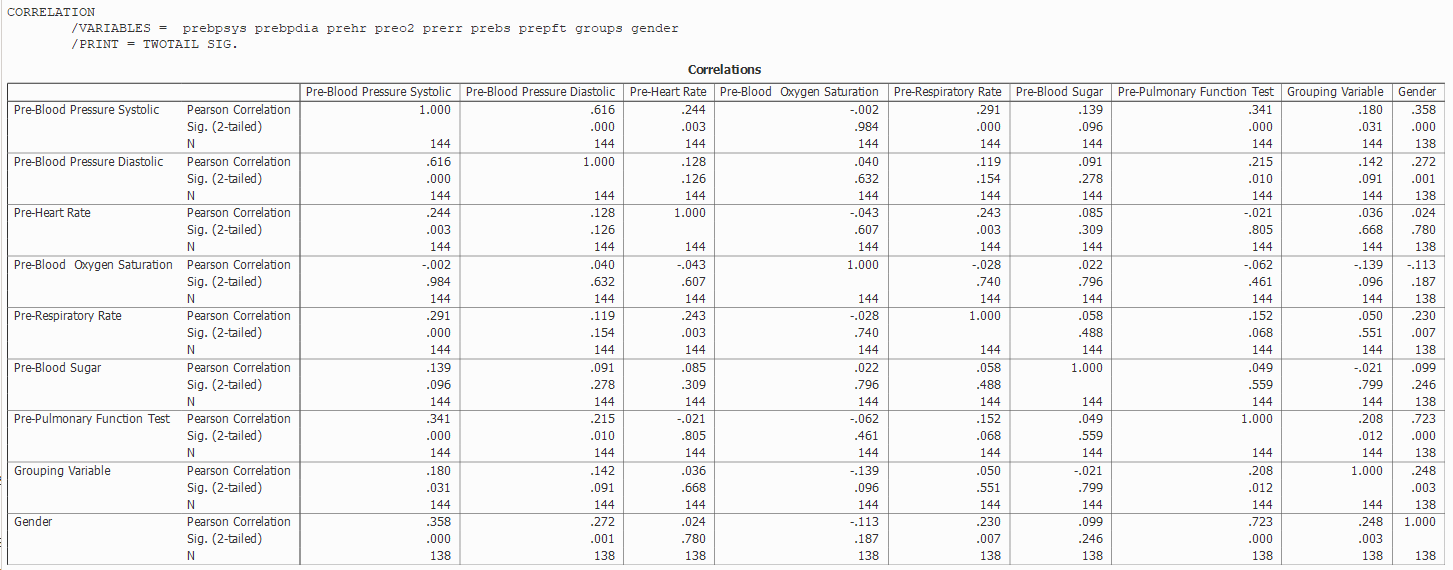 CORRELATION
/VARIABLES = prebpsys prebpdia prehr preo2 prerr prebs prepft groups gender
/PRINT = TWOTAIL SIG.
Correlations
Pre-Blood Pressure Systolic Pre-Blood Pressure Diastolic Pre-Heart Rate Pre-Blood Oxygen Saturation Pre-Respiratory Rate Pre-Blood Sugar Pre-Pulmonary Function Test Grouping Variable Gender
Pre-Blood Pressure Systolic Pearson Correlation 1.000 .616 .244 -.002 .291 .139 .341 .180 .358
Sig. (2-tailed) .000 .003 .984 .000 .096 .000 .031 .000
N 144 144 144 144 144 144 144 144 138
Pre-Blood Pressure Diastolic Pearson Correlation .616 1.000 .128 .040 .119 .091 .215 .142 .272
Sig. (2-tailed) .000 .126 .632 .154 .278 .010 .091 .001
N 144 144 144 144 144 144 144 144 138
Pre-Heart Rate Pearson Correlation .244 .128 1.000 -.043 .243 .085 -.021 .036 .024
Sig. (2-tailed) .003 .126 .607 .003 .309 .805 .668 .780
N 144 144 144 144 144 144 144 144 138
Pre-Blood Oxygen Saturation Pearson Correlation -.002 .040 -.043 1.000 -.028 .022 -.062 -.139 -.113
Sig. (2-tailed) .984 .632 .607 .740 .796 .461 .096 .187
N 144 144 144 144 144 144 144 144 138
Pre-Respiratory Rate Pearson Correlation .291 .119 .243 -.028 1.000 .058 .152 .050 .230
Sig. (2-tailed) .000 .154 .003 .740 .488 .068 .551 .007
N 144 144 144 144 144 144 144 144 138
Pre-Blood Sugar Pearson Correlation .139 .091 .085 .022 .058 1.000 .049 -.021 .099
Sig. (2-tailed) .096 .278 .309 .796 .488 .559 .799 .246
N 144 144 144 144 144 144 144 144 138
Pre-Pulmonary Function Test Pearson Correlation .341 .215 -.021 -.062 .152 .049 1.000 .208 .723
Sig. (2-tailed) .000 .010 .805 .461 .068 .559 .012 .000
N 144 144 144 144 144 144 144 144 138
Grouping Variable Pearson Correlation .180 .142 .036 -.139 .050 -.021 .208 1.000 .248
Sig. (2-tailed) .031 .091 .668 .096 .551 .799 .012 .003
N 144 144 144 144 144 144 144 144 138
Gender Pearson Correlation .358 .272 .024 -.113 .230 .099 .723 .248 1.000
Sig. (2-tailed) .000 .001 .780 .187 .007 .246 .000 .003
N 138 138 138 138 138 138 138 138 138